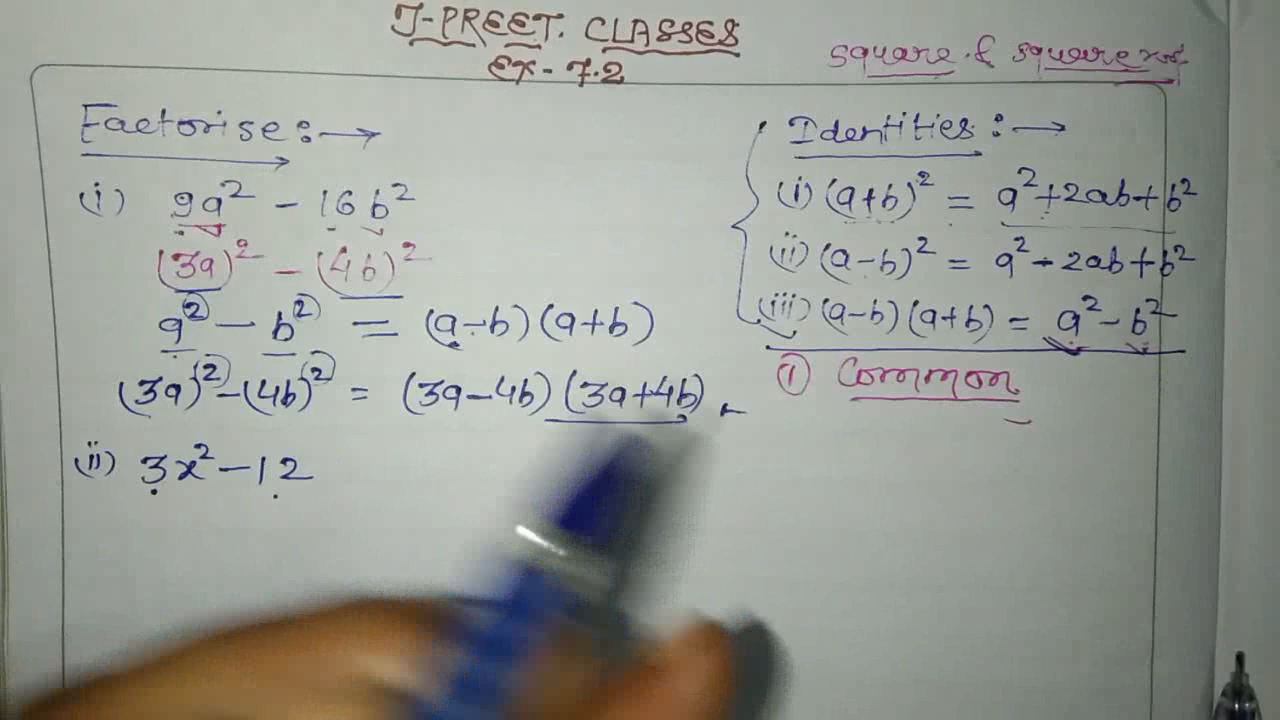 J-PREET. CLASSES
EX-7.2
square & square root
Factorise:→
(i) 9a² - 16b²
(3a)² - (4b)²
a² - b² = (a-b)(a+b)
(3a)² - (4b)² = (3a-4b)(3a+4b)
(ii) 3x² - 12
Identities:→
(i) (a+b)² = a²+2ab+b²
(ii) (a-b)² = a²-2ab+b²
(iii) (a-b)(a+b) = a²-b²
① Common